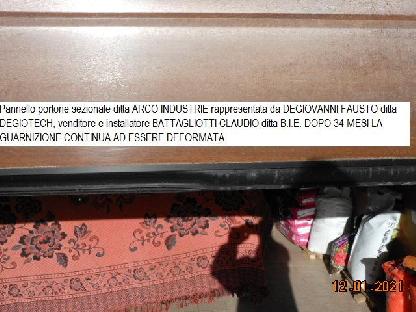 Pannello portone sezionale ditta ARCO INDUSTRIE rappresentata da DEGIOVANNI FAUSTO ditta
DEGIOTECH, venditore e installatore BATTAGLIOTTI CLAUDIO ditta B.I.E. DOPO 34 MESI LA
GUARNIZIONE CONTINUA AD ESSERE DEFORMATA
12-01-2021